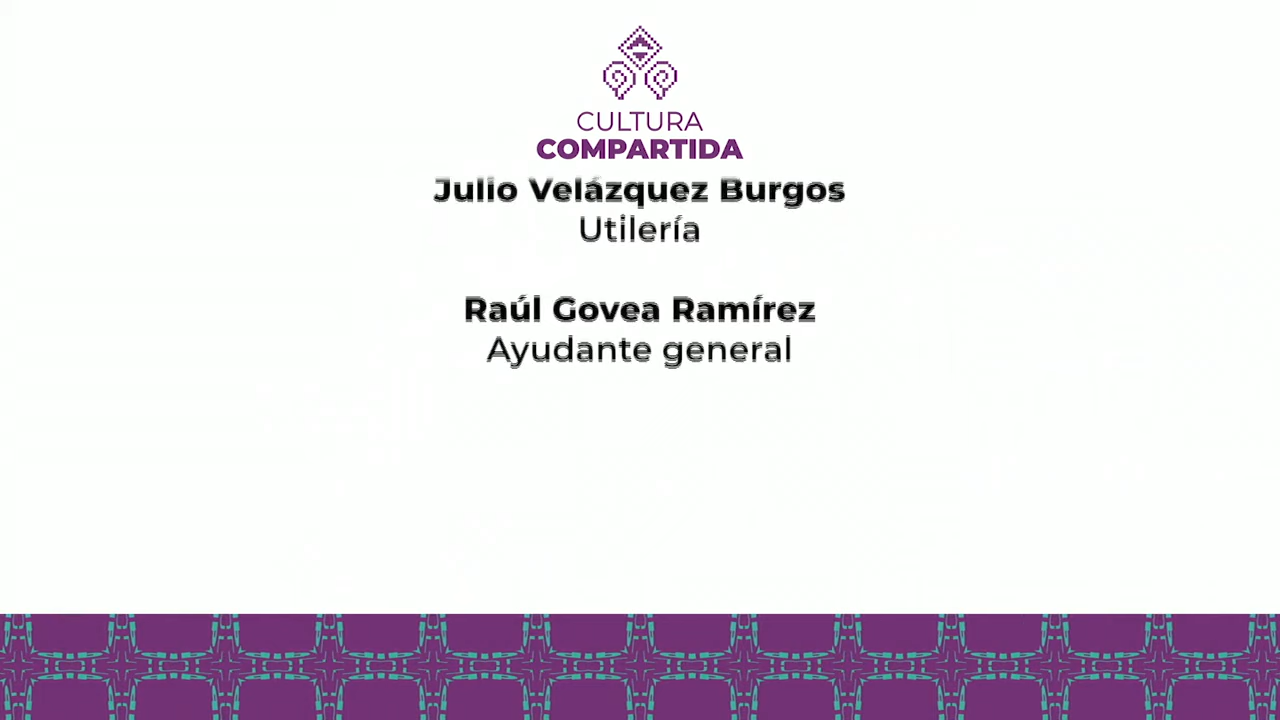 CULTURA
COMPARTIDA
Julio Velázquez Burgos
Utilería
Raúl Govea Ramírez
Ayudante general